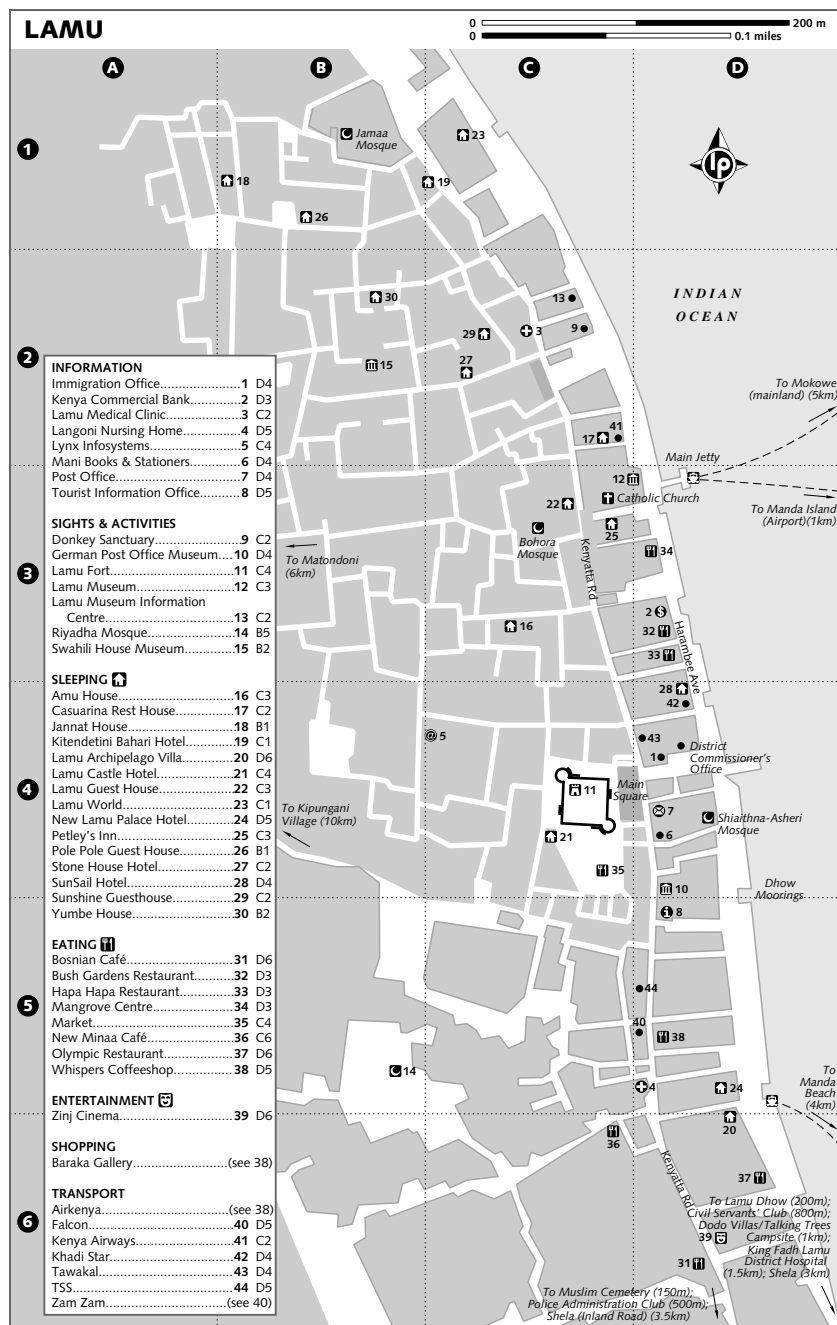 LAMU
0 200 m
0 0.1 miles
A B C D
1
Jamaa
Mosque
23
18
19
26
lp
30
13
INDIAN
OCEAN
29
3
9
2
15
27
To Mokowe
(mainland) (5km)
41
17
Main Jetty
12
Catholic Church
22
To Manda Island
(Airport)(1km)
25
Bohora
Mosque
34
3
To Matondoni
(6km)
Kenyatta Rd
2
16
32
Harambee Ave
33
28
42
5
43
1
District
Commissioner's
Office
4
11
Main
Square
7
To Kipungani
Village (10km)
Shiaithna-Asheri
Mosque
21
6
35
10
Dhow
Moorings
8
44
5
40
38
14
4
24
To
Manda
Beach
(4km)
20
36
Kenyatta Rd
37
6
To Lamu Dhow (200m);
Civil Servants' Club (800m);
Dodo Villas/Talking Trees
Campsite (1km);
King Fadh Lamu
District Hospital
(1.5km); Shela (3km)
39
31
To Muslim Cemetery (150m);
Police Administration Club (500m);
Shela (Inland Road) (3.5km)
INFORMATION
Immigration Office.......................1 D4
Kenya Commercial Bank..............2 D3
Lamu Medical Clinic.....................3 C2
Langoni Nursing Home................4 D5
Lynx Infosystems..........................5 C4
Mani Books & Stationers..............6 D4
Post Office....................................7 D4
Tourist Information Office............8 D5
SIGHTS & ACTIVITIES
Donkey Sanctuary........................9 C2
German Post Office Museum....10 D4
Lamu Fort...................................11 C4
Lamu Museum...........................12 C3
Lamu Museum Information
Centre.....................................13 C2
Riyadha Mosque........................14 B5
Swahili House Museum.............15 B2
SLEEPING
Amu House................................16 C3
Casuarina Rest House................17 C2
Jannat House.............................18 B1
Kitendetini Bahari Hotel............19 C1
Lamu Archipelago Villa..............20 D6
Lamu Castle Hotel.....................21 C4
Lamu Guest House....................22 C3
Lamu World...............................23 C1
New Lamu Palace Hotel............24 D5
Petley's Inn................................25 C3
Pole Pole Guest House..............26 B1
Stone House Hotel....................27 C2
SunSail Hotel.............................28 D4
Sunshine Guesthouse................29 C2
Yumbe House............................30 B2
EATING
Bosnian Café..............................31 D6
Bush Gardens Restaurant..........32 D3
Hapa Hapa Restaurant..............33 D3
Mangrove Centre......................34 D3
Market.......................................35 C4
New Minaa Café........................36 C6
Olympic Restaurant...................37 D6
Whispers Coffeeshop................38 D5
ENTERTAINMENT
Zinj Cinema...............................39 D6
SHOPPING
Baraka Gallery......................(see 38)
TRANSPORT
Airkenya...............................(see 38)
Falcon........................................40 D5
Kenya Airways...........................41 C2
Khadi Star..................................42 D4
Tawakal......................................43 D4
TSS.............................................44 D5
Zam Zam..............................(see 40)